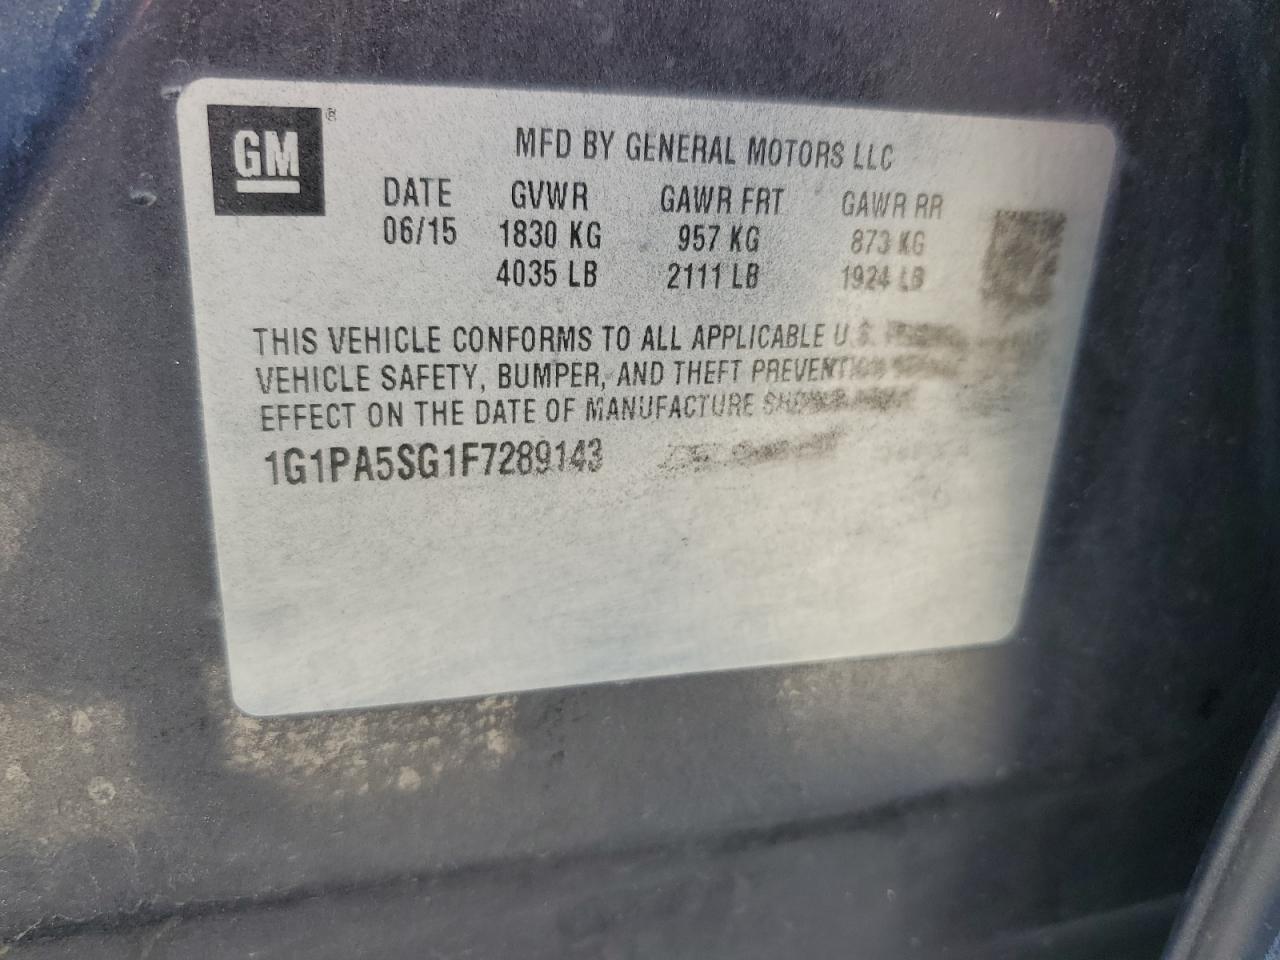 GM ®
MFD BY GENERAL MOTORS LLC
DATE GVWR GAWR FRT GAWR RR
06/15 1830 KG 957 KG 873 KG
4035 LB 2111 LB 1924 LB
THIS VEHICLE CONFORMS TO ALL APPLICABLE U.S.
VEHICLE SAFETY, BUMPER, AND THEFT PREVENTION
EFFECT ON THE DATE OF MANUFACTURE SHOWN
1G1PA5SG1F7289143